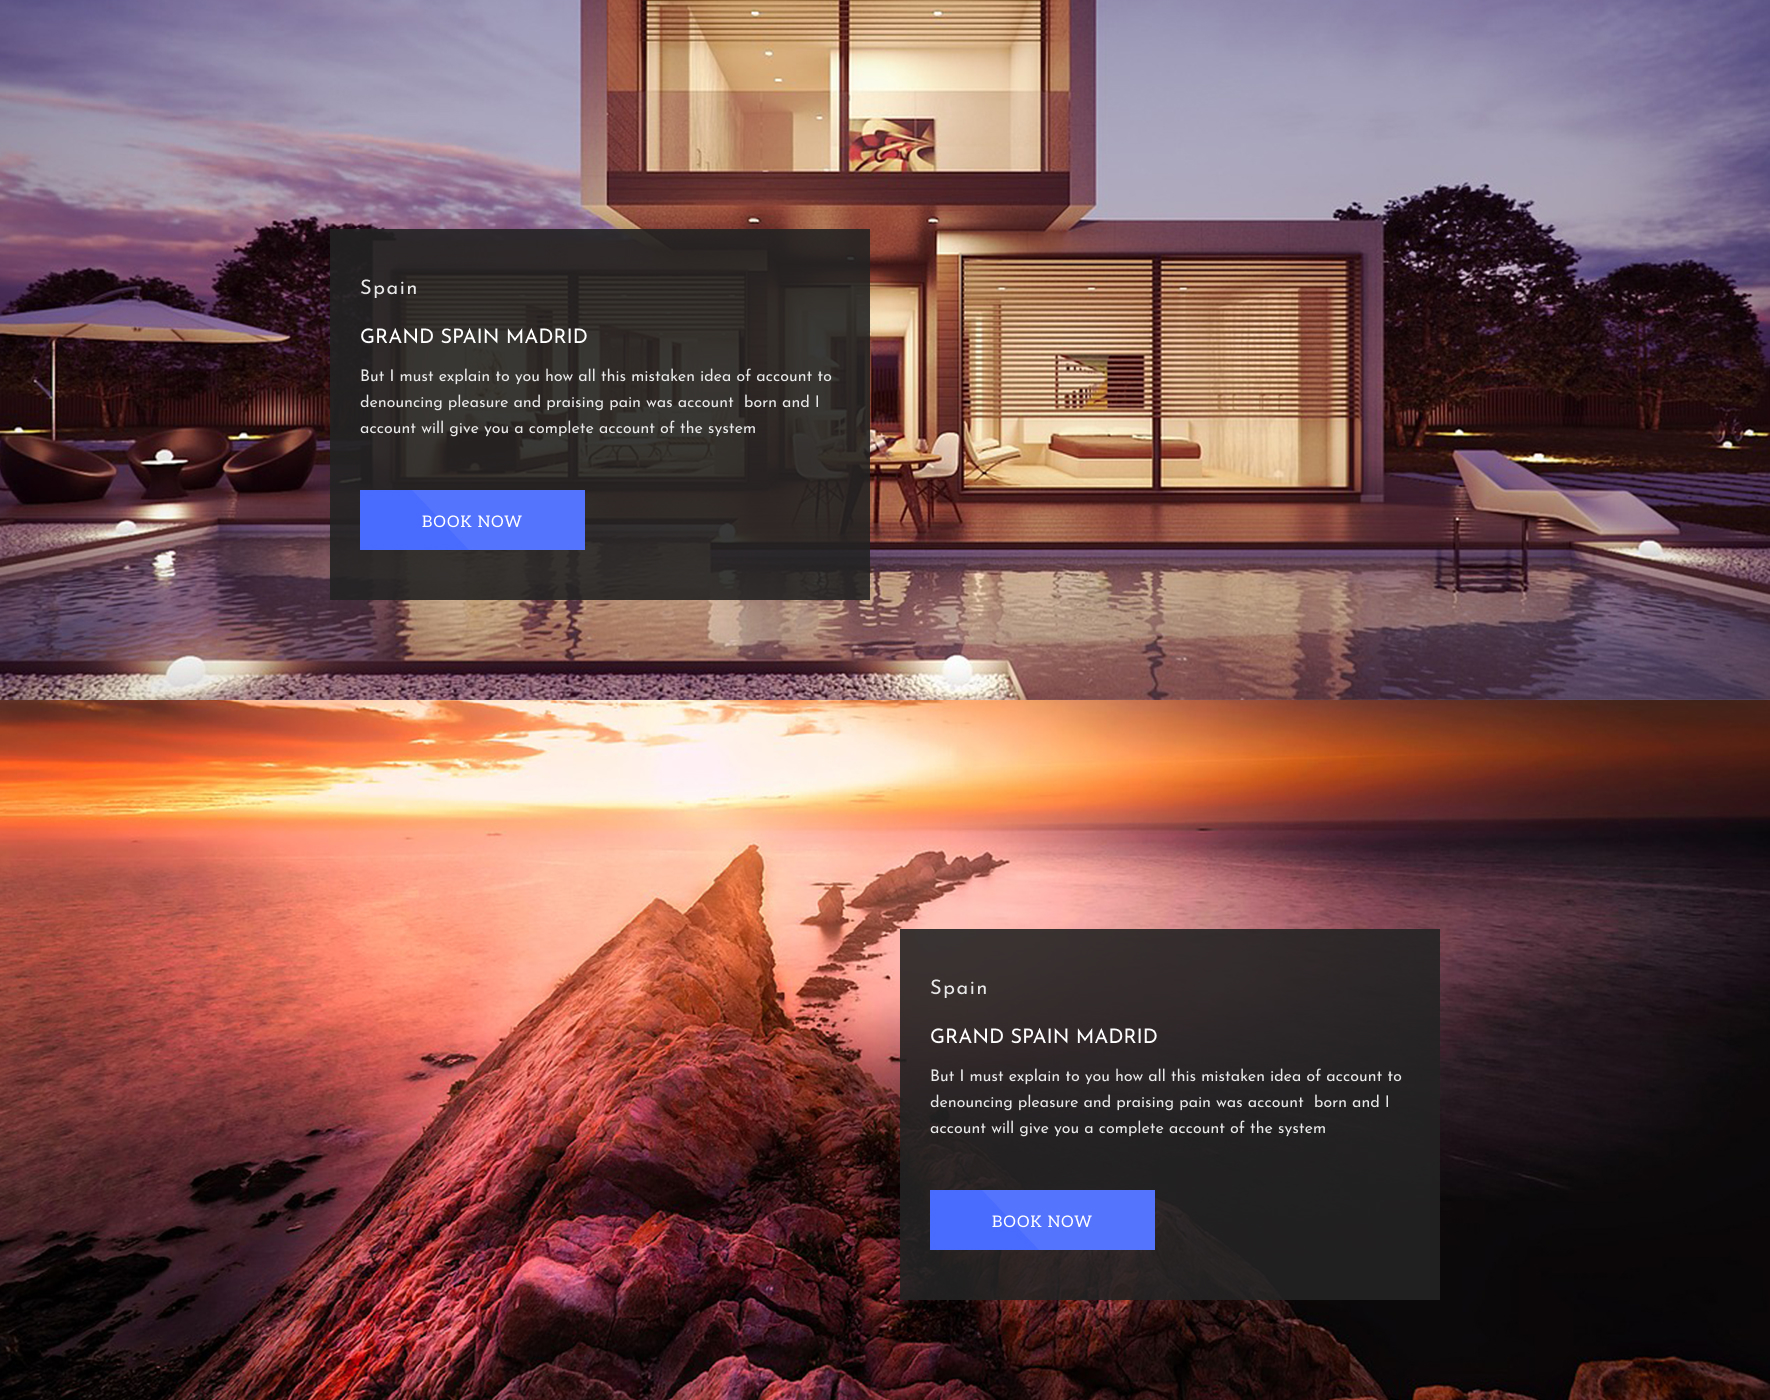 Spain
GRAND SPAIN MADRID
But I must explain to you how all this mistaken idea of account to
denouncing pleasure and praising pain was account  born and I
account will give you a complete account of the system
BOOK NOW
Spain
GRAND SPAIN MADRID
But I must explain to you how all this mistaken idea of account to
denouncing pleasure and praising pain was account  born and I
account will give you a complete account of the system
BOOK NOW